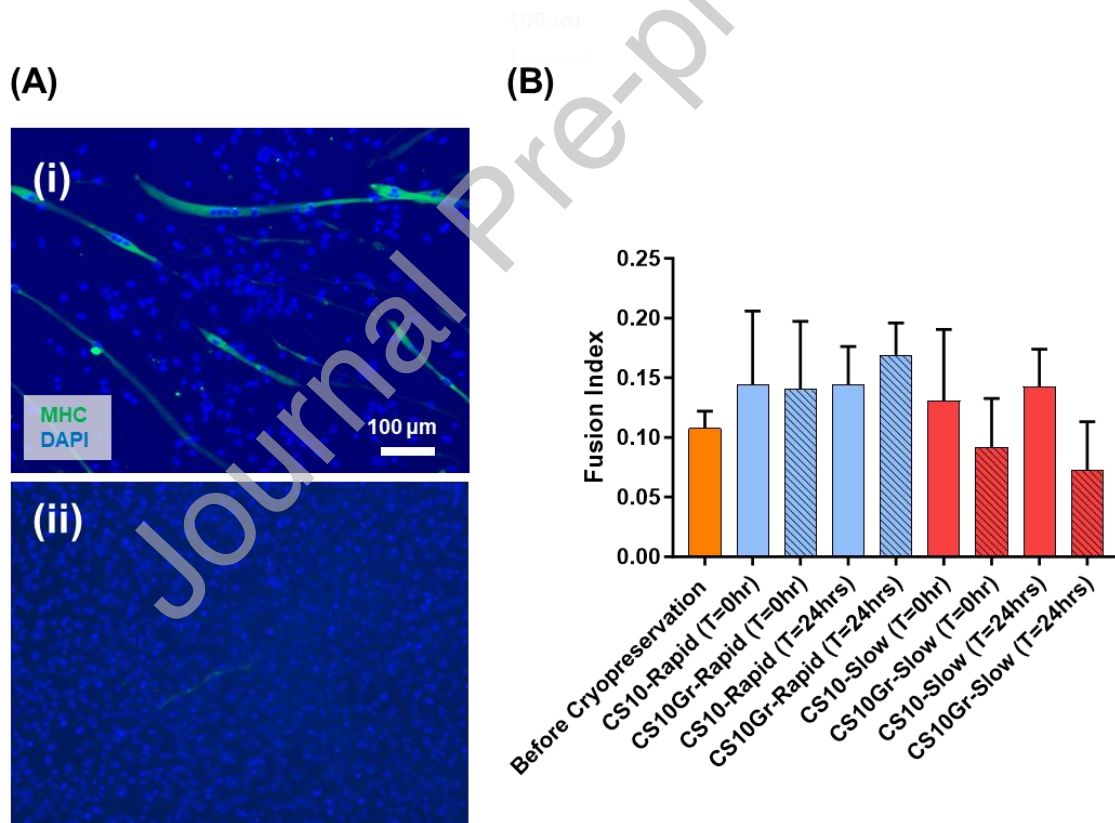 100µm
(A)
(B)
(i)
MHC
DAPI
100 µm
(ii)
Journal Pre-pr
Fusion Index
0.25
0.20
0.15
0.10
0.05
0.00
Before Cryopreservation
CS10-Rapid (T=0hr)
CS10Gr-Rapid (T=0hr)
CS10-Rapid (T=24hrs)
CS10Gr-Rapid (T=24hrs)
CS10-Slow (T=0hr)
CS10Gr-Slow (T=0hr)
CS10-Slow (T=24hrs)
CS10Gr-Slow (T=24hrs)